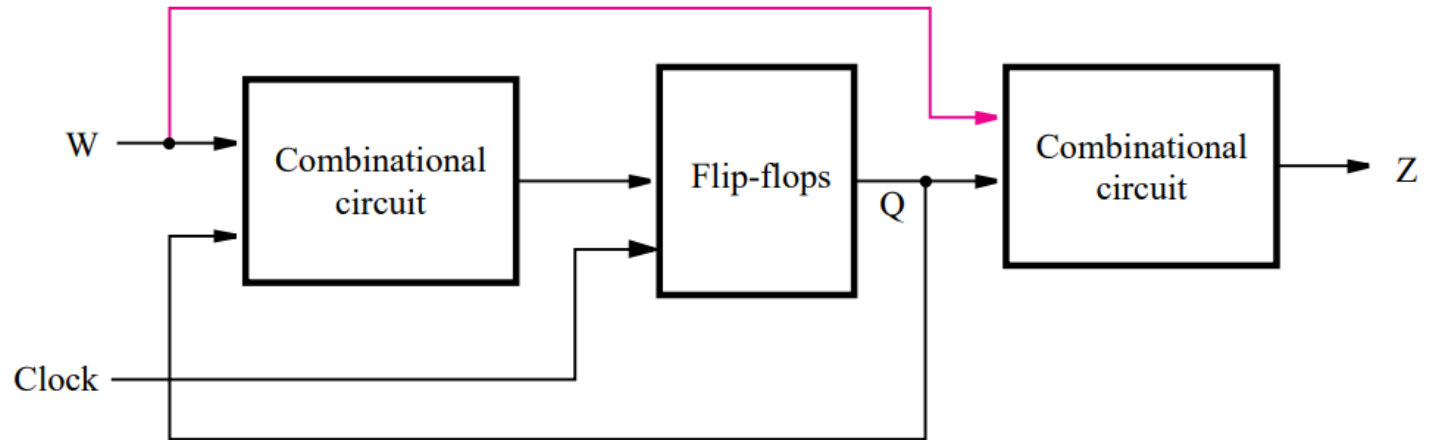 W
Combinational
circuit
Flip-flops
Q
Combinational
circuit
Z
Clock